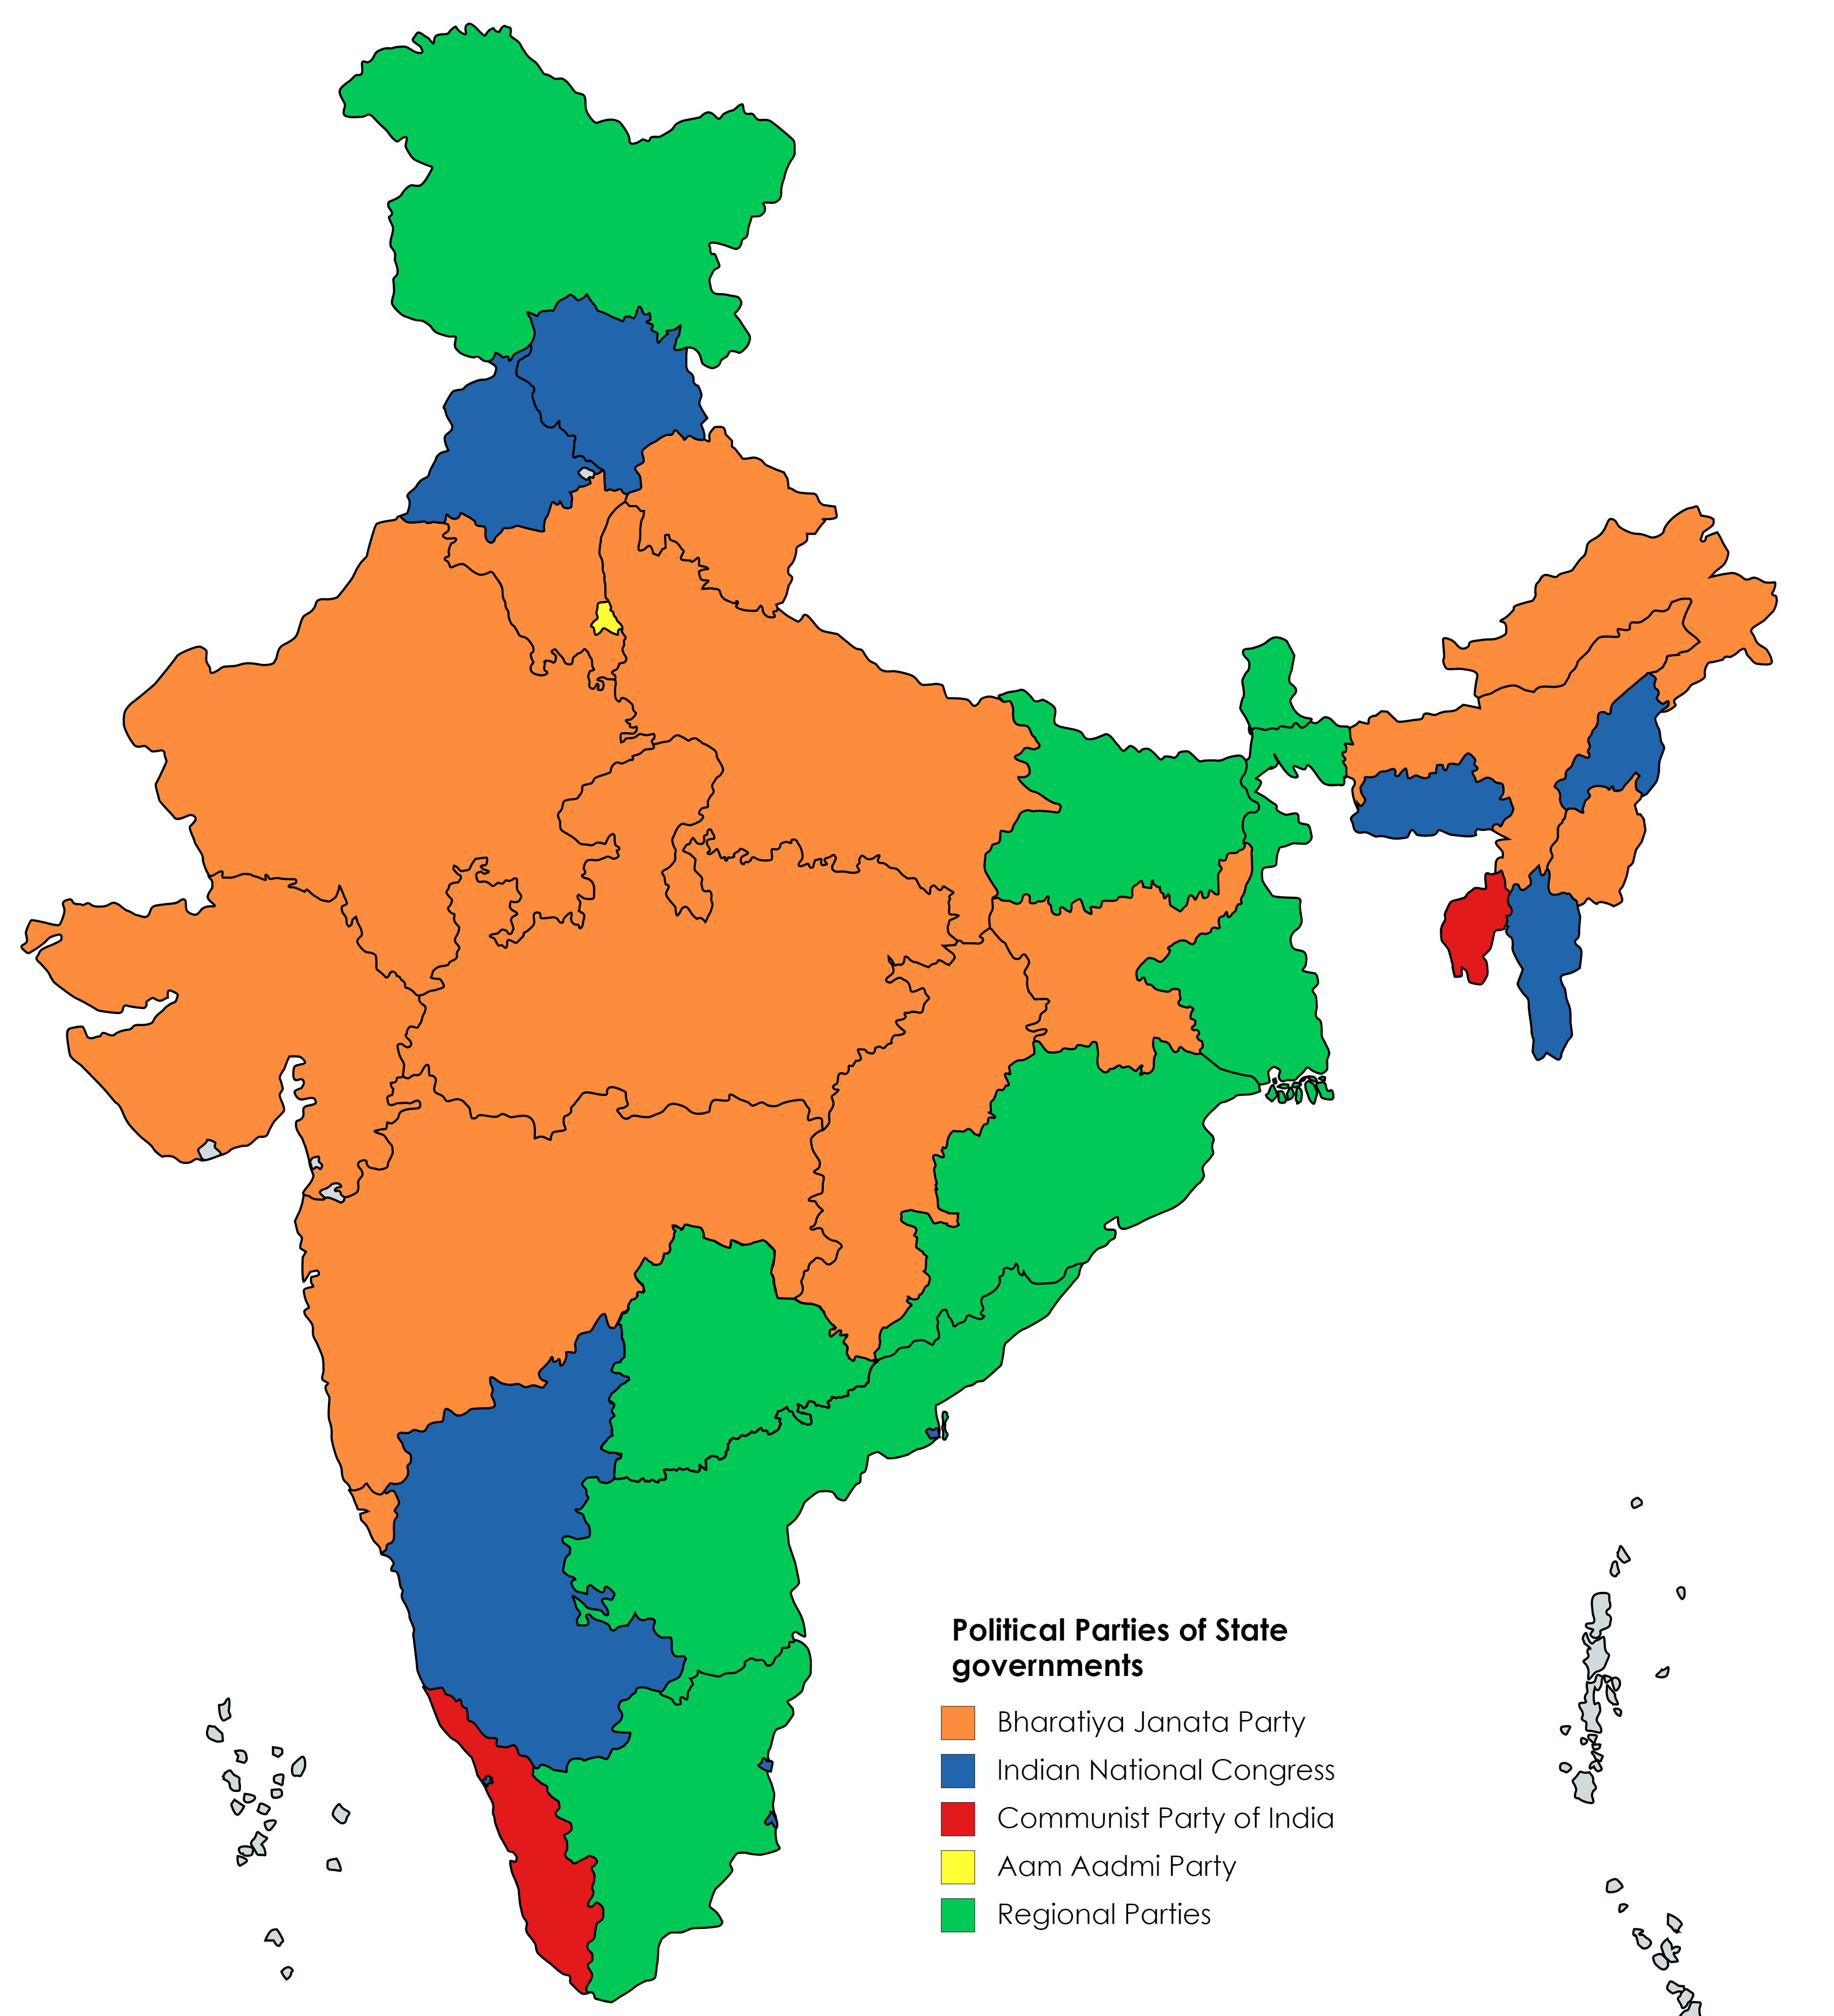 Political Parties of State
governments
Bharatiya Janata Party
Indian National Congress
Communist Party of India
Aam Aadmi Party
Regional Parties